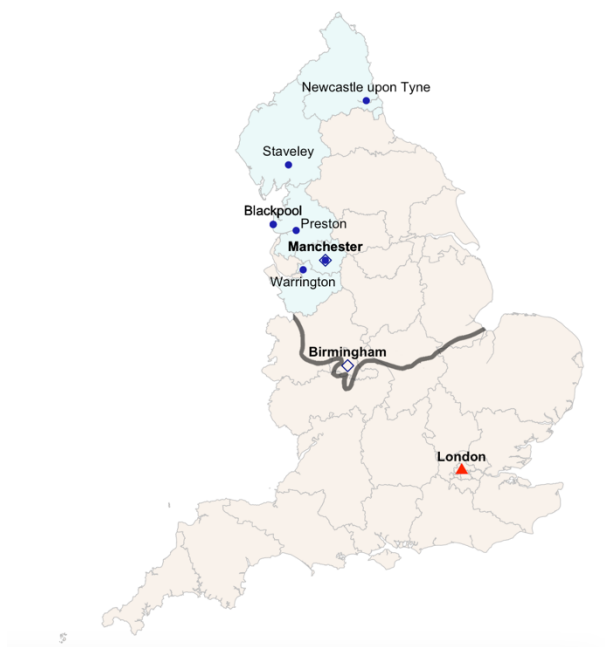 Newcastle upon Tyne
Staveley
Blackpool
Preston
Manchester
Warrington
Birmingham
London